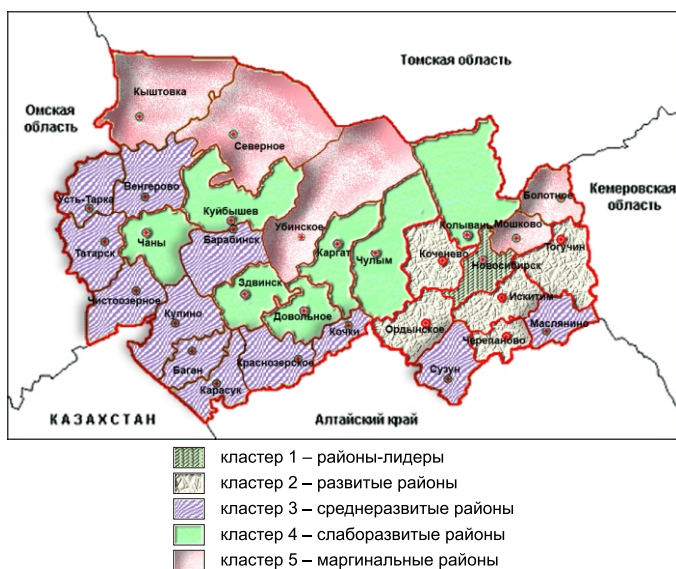 Томская область
Омская
область
Кыштовка
Северное
Болотное
Кемеровская
область
Венгерово
Усть-Тарка
Куйбышев
Убинское
Колывань
Мошково
Тогучин
Татарск
Чаны
Барабинск
Каргат
Чулым
Коченево
Новосибирск
Здвинск
Искитим
Чистоозерное
Купино
Довольное
Кочки
Ордынское
Черепаново
Маслянино
Баган
Краснозерское
Сузун
Карасук
КАЗАХСТАН
Алтайский край
кластер 1 – районы-лидеры
кластер 2 – развитые районы
кластер 3 – среднеразвитые районы
кластер 4 – слаборазвитые районы
кластер 5 – маргинальные районы